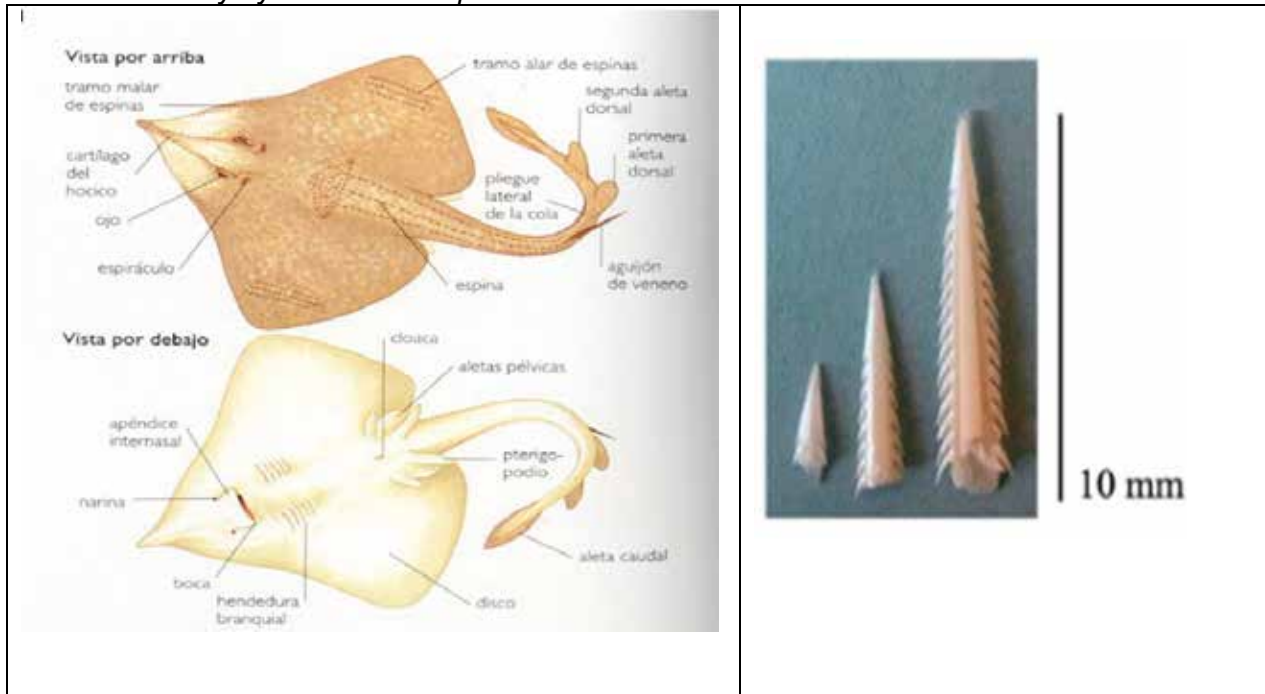 Vista por arriba
tramo malar
de espinas
cartílago
del
hocico
ojo
espiráculo
tramo alar de espinas
segunda aleta
dorsal
primera
aleta
dorsal
pliegue
lateral
de la cola
espina
aguijón
de veneno
Vista por debajo
cloaca
aletas pélvicas
apéndice
internasal
narina
boca
hendedura
branquial
pterigo-
podio
aleta caudal
disco
10 mm